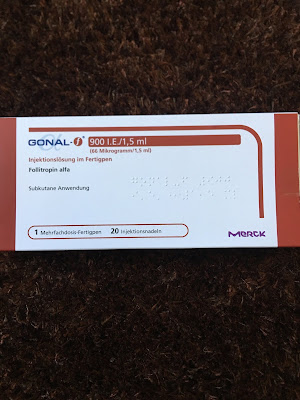 GONAL-f® 900 I.E./1,5 ml
(66 Mikrogramm/1,5 ml)
Injektionslösung im Fertigpen
Follitropin alfa
Subkutane Anwendung
1 Mehrfachdosis-Fertigpen 20 Injektionsnadeln
MERCK